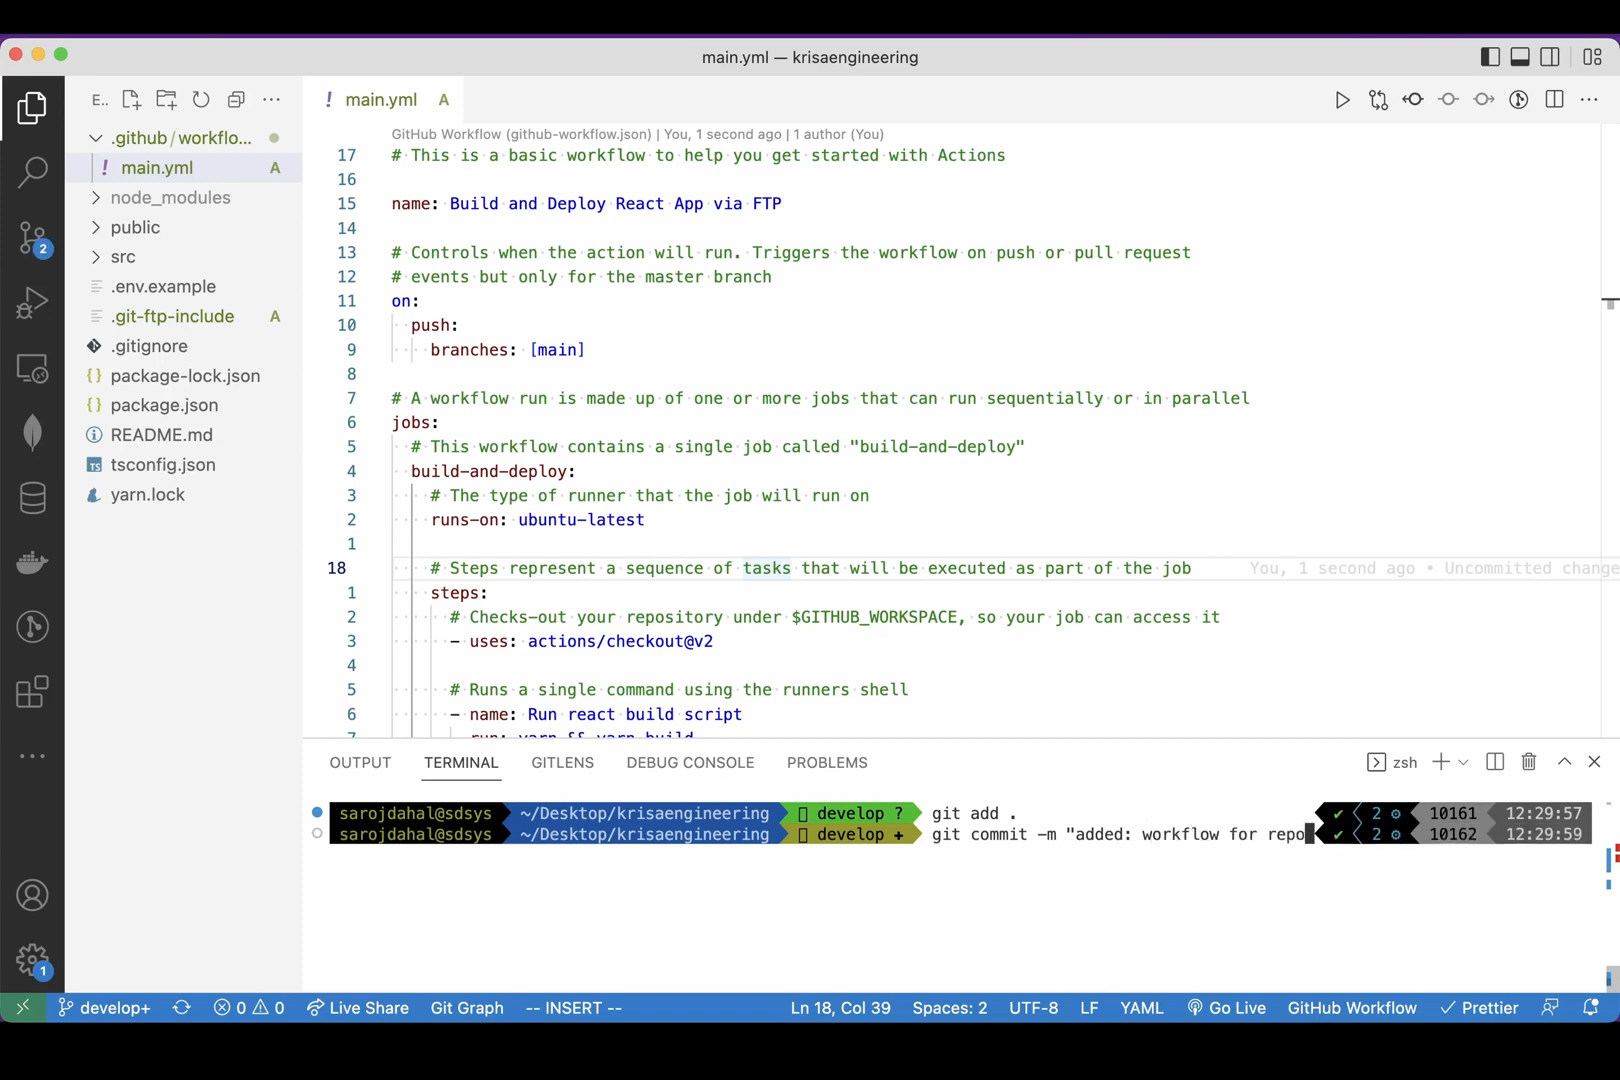 main.yml — krisaengineering
E..
.github/workflo...
main.yml A
node_modules
public
src
.env.example
.git-ftp-include A
.gitignore
package-lock.json
package.json
README.md
tsconfig.json
yarn.lock
2
1
main.yml A
GitHub Workflow (github-workflow.json) | You, 1 second ago | 1 author (You)
17 # This is a basic workflow to help you get started with Actions
16
15 name: Build and Deploy React App via FTP
14
13 # Controls when the action will run. Triggers the workflow on push or pull request
12 # events but only for the master branch
11 on:
10 push:
9 branches: [main]
8
7 # A workflow run is made up of one or more jobs that can run sequentially or in parallel
6 jobs:
5 # This workflow contains a single job called "build-and-deploy"
4 build-and-deploy:
3 # The type of runner that the job will run on
2 runs-on: ubuntu-latest
1
18 # Steps represent a sequence of tasks that will be executed as part of the job You, 1 second ago • Uncommitted change
1 steps:
2 # Checks-out your repository under $GITHUB_WORKSPACE, so your job can access it
3 - uses: actions/checkout@v2
4
5 # Runs a single command using the runners shell
6 - name: Run react build script
7 run: yarn && yarn build
OUTPUT TERMINAL GITLENS DEBUG CONSOLE PROBLEMS zsh
sarojdahal@sdsys ~/Desktop/krisaengineering develop ? git add . ✔ 2 ⚙ 10161 12:29:57
sarojdahal@sdsys ~/Desktop/krisaengineering develop + git commit -m "added: workflow for repo ✔ 2 ⚙ 10162 12:29:59
develop+ 0 0 Live Share Git Graph -- INSERT -- Ln 18, Col 39 Spaces: 2 UTF-8 LF YAML Go Live GitHub Workflow Prettier